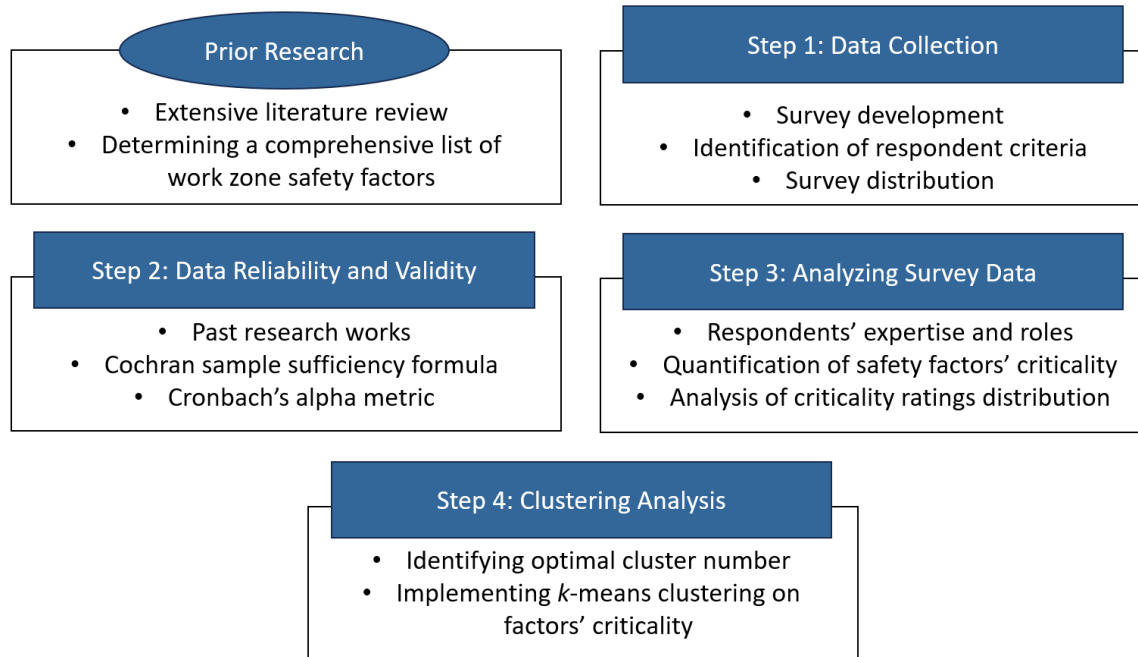 Prior Research
• Extensive literature review
• Determining a comprehensive list of
work zone safety factors
Step 1: Data Collection
• Survey development
• Identification of respondent criteria
• Survey distribution
Step 2: Data Reliability and Validity
• Past research works
• Cochran sample sufficiency formula
• Cronbach’s alpha metric
Step 3: Analyzing Survey Data
• Respondents’ expertise and roles
• Quantification of safety factors’ criticality
• Analysis of criticality ratings distribution
Step 4: Clustering Analysis
• Identifying optimal cluster number
• Implementing k-means clustering on
factors’ criticality